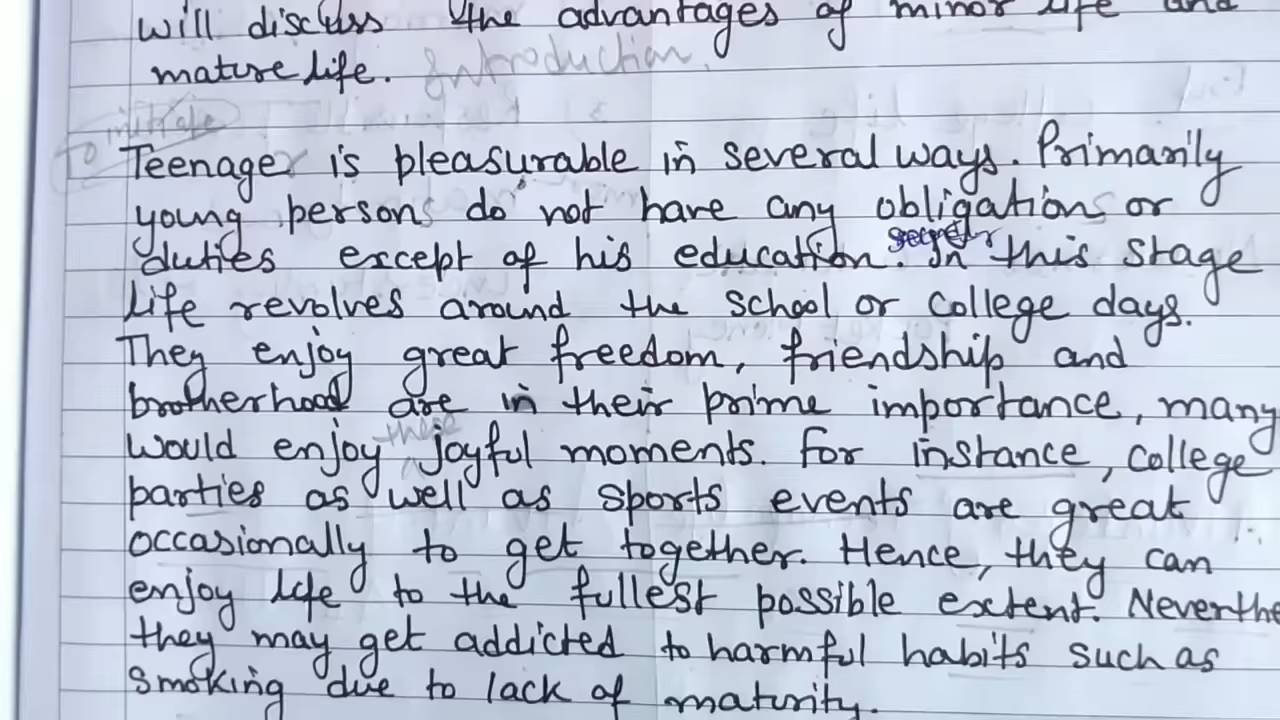 will discuss the advantages of minor life and
mature life. Introduction.
initiate
To Teenager is pleasurable in several ways. Primarily
young persons do not have any obligations or
duties except of his education. In this stage
life revolves around the school or college days.
They enjoy great freedom, friendship and
brotherhood are in their prime importance, many
these
would enjoy joyful moments. For instance, college
parties as well as sports events are great
occasionally to get together. Hence, they can
enjoy life to the fullest possible extent. Neverthe
they may get addicted to harmful habits such as
smoking due to lack of maturity.